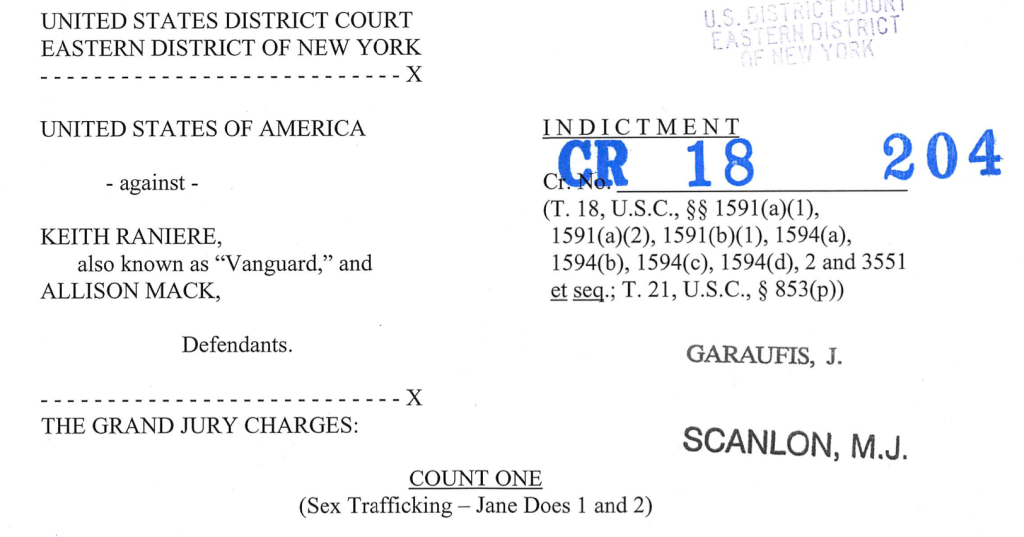 UNITED STATES DISTRICT COURT
EASTERN DISTRICT OF NEW YORK
- - - - - - - - - - - - - - - - - - - - - - - - - - - - X
U.S. DISTRICT COURT
EASTERN DISTRICT
OF NEW YORK
UNITED STATES OF AMERICA
- against -
KEITH RANIERE,
also known as “Vanguard,” and
ALLISON MACK,
Defendants.
- - - - - - - - - - - - - - - - - - - - - - - - - - - - X
INDICTMENT
CR 18 204
Cr. No.
(T. 18, U.S.C., §§ 1591(a)(1),
1591(a)(2), 1591(b)(1), 1594(a),
1594(b), 1594(c), 1594(d), 2 and 3551
et seq.; T. 21, U.S.C., § 853(p))
GARAUFIS, J.
SCANLON, M.J.
THE GRAND JURY CHARGES:
COUNT ONE
(Sex Trafficking – Jane Does 1 and 2)